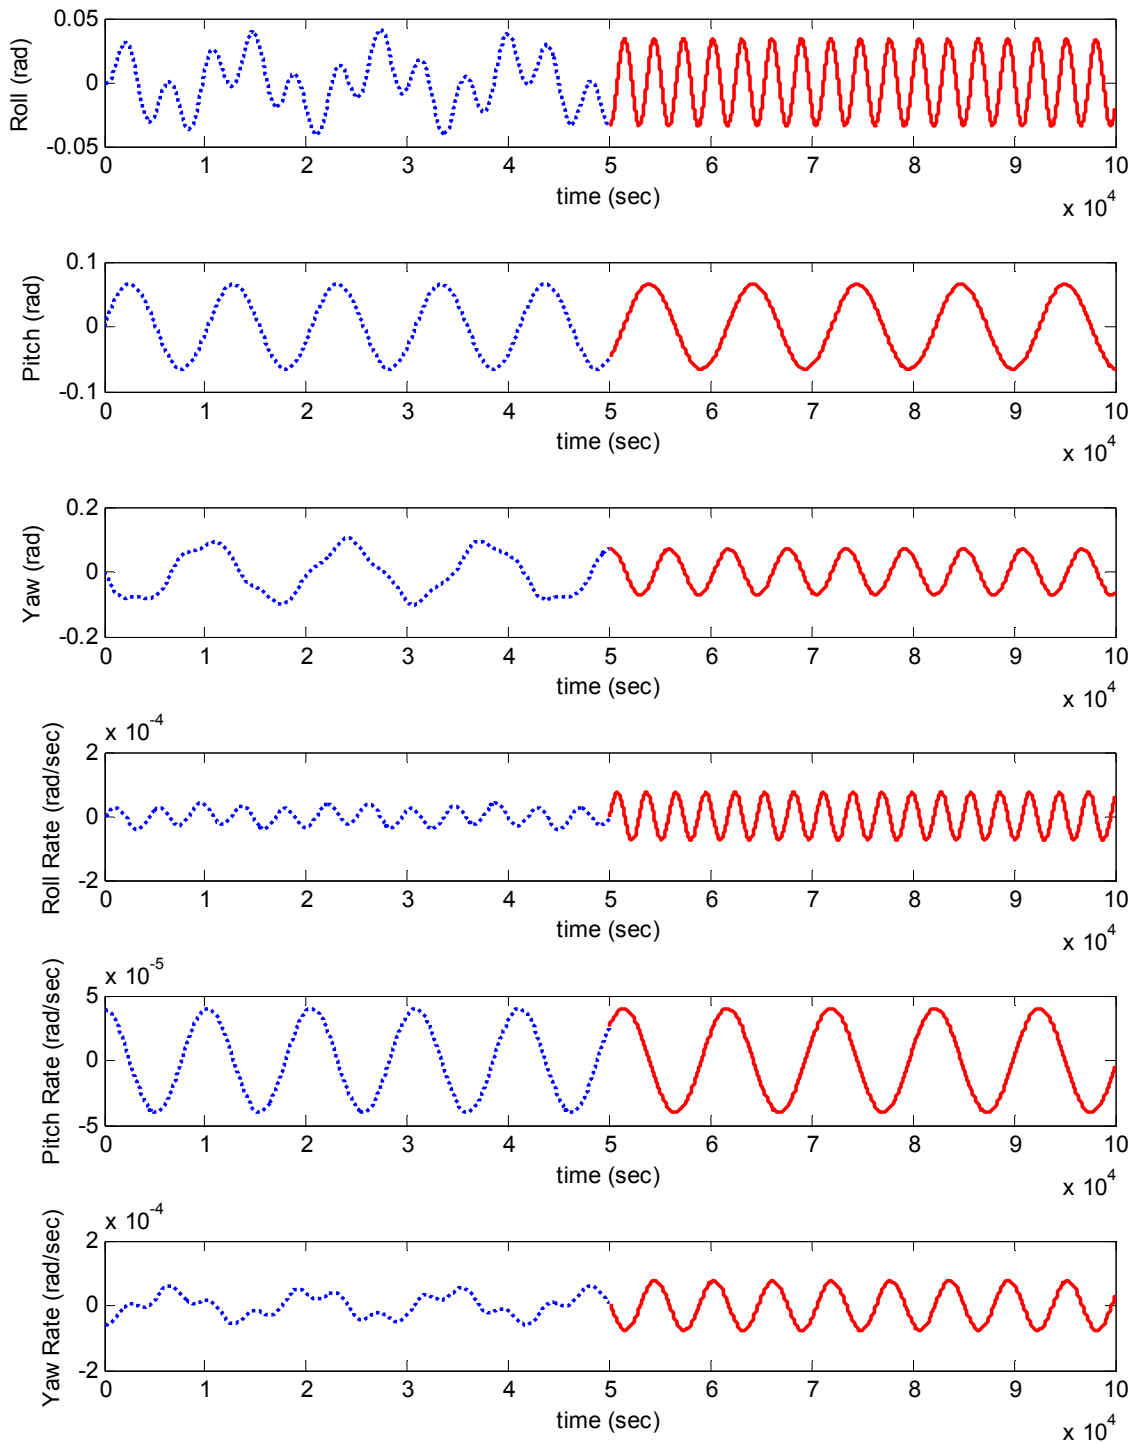 Roll (rad)
0.05
0
-0.05
0 1 2 3 4 5 6 7 8 9 10
time (sec)
x 10^4
Pitch (rad)
0.1
0
-0.1
0 1 2 3 4 5 6 7 8 9 10
time (sec)
x 10^4
Yaw (rad)
0.2
0
-0.2
0 1 2 3 4 5 6 7 8 9 10
time (sec)
x 10^4
Roll Rate (rad/sec)
x 10^-4
2
0
-2
0 1 2 3 4 5 6 7 8 9 10
time (sec)
x 10^4
Pitch Rate (rad/sec)
x 10^-5
5
0
-5
0 1 2 3 4 5 6 7 8 9 10
time (sec)
x 10^4
Yaw Rate (rad/sec)
x 10^-4
2
0
-2
0 1 2 3 4 5 6 7 8 9 10
time (sec)
x 10^4